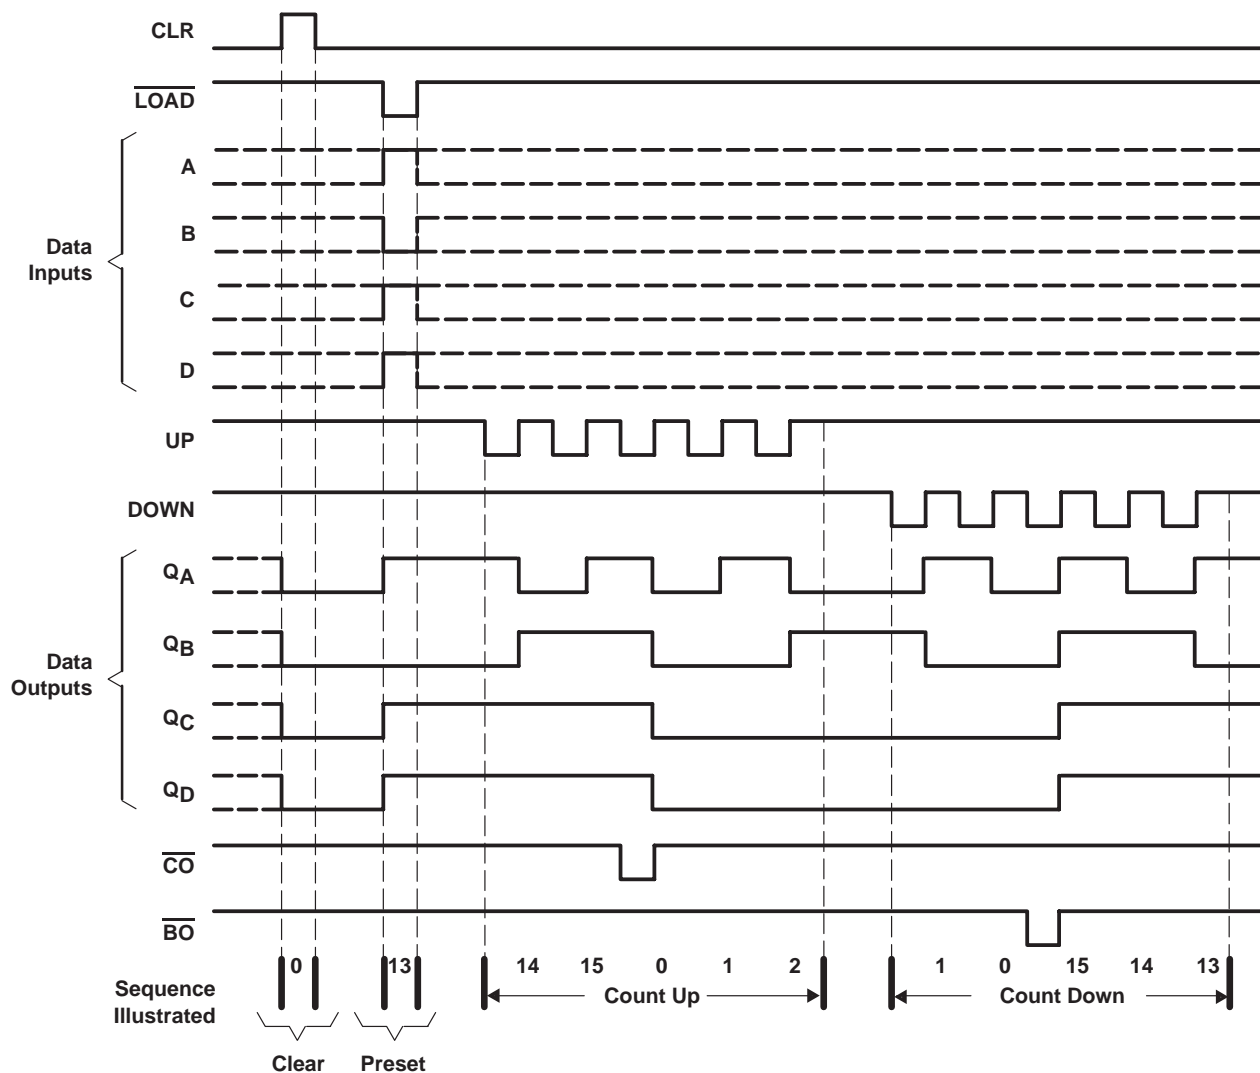 CLR
LOAD
A
B
Data
Inputs
C
D
UP
DOWN
QA
QB
Data
Outputs
QC
QD
CO
BO
0 13 14 15 0 1 2 1 0 15 14 13
Sequence
Illustrated
Count Up Count Down
Clear Preset